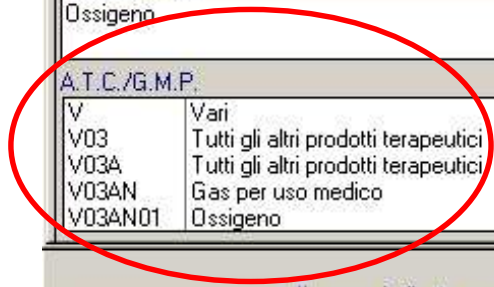 Ossigeno
A.T.C./G.M.P.
V Vari
V03 Tutti gli altri prodotti terapeutici
V03A Tutti gli altri prodotti terapeutici
V03AN Gas per uso medico
V03AN01 Ossigeno